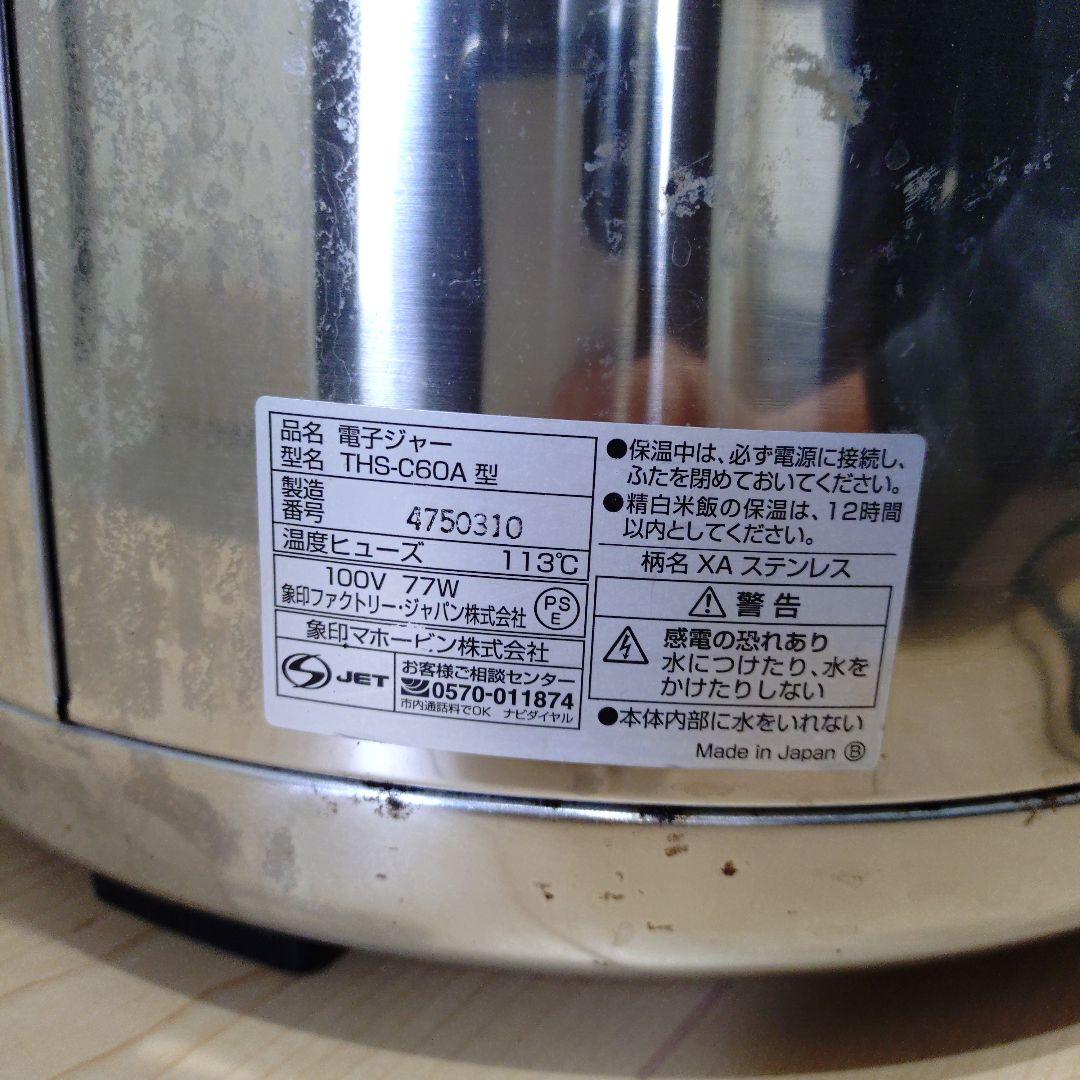 品名 電子ジャー
型名 THS-C60A 型
製造
番号 4750310
温度ヒューズ 113℃
100V 77W
象印ファクトリー・ジャパン株式会社
PS
E
象印マホービン株式会社
JET
お客様ご相談センター
0570-011874
市内通話料でOK ナビダイヤル
●保温中は、必ず電源に接続し、
ふたを閉めておいてください。
●精白米飯の保温は、12時間
以内としてください。
柄名 XA ステンレス
警告
感電の恐れあり
水につけたり、水を
かけたりしない
●本体内部に水をいれない
Made in Japan Ⓑ